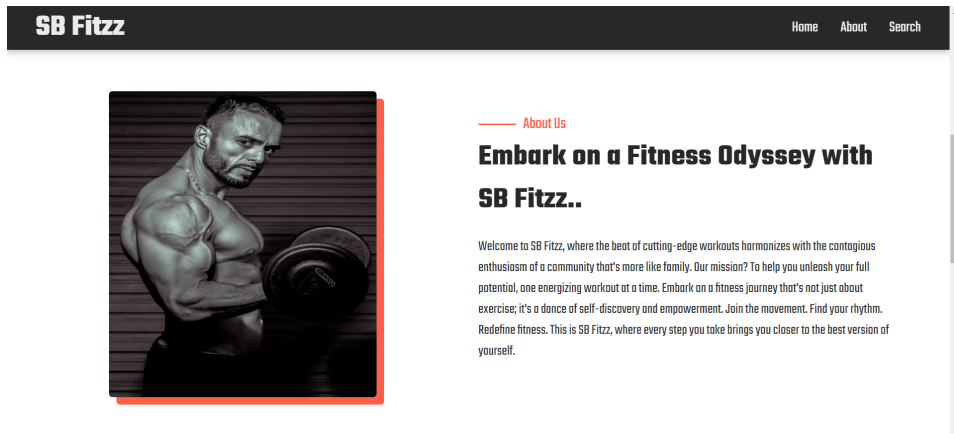 SB Fitzz
Home About Search
About Us
Embark on a Fitness Odyssey with
SB Fitzz..
Welcome to SB Fitzz, where the beat of cutting-edge workouts harmonizes with the contagious
enthusiasm of a community that's more like family. Our mission? To help you unleash your full
potential, one energizing workout at a time. Embark on a fitness journey that's not just about
exercise; it's a dance of self-discovery and empowerment. Join the movement. Find your rhythm.
Redefine fitness. This is SB Fitzz, where every step you take brings you closer to the best version of
yourself.